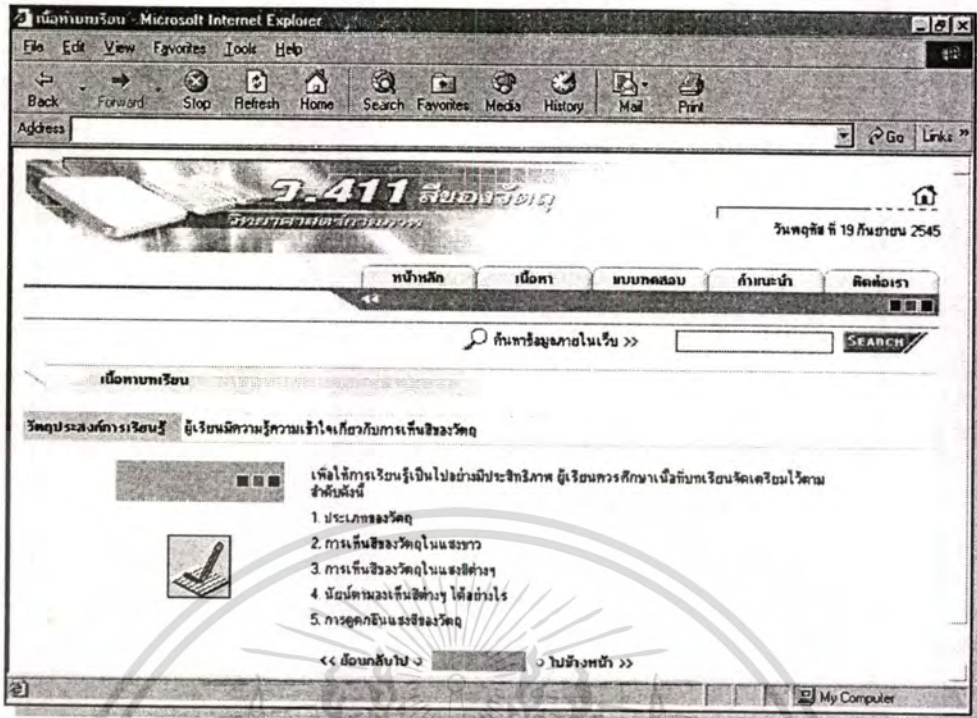 เนื้อหาบทเรียน - Microsoft Internet Explorer
File Edit View Favorites Tools Help
Back Forward Stop Refresh Home Search Favorites Media History Mail Print
Address Go Links »
ว.411 สีของวัตถุ
วิทยาศาสตร์กายภาพ
วันพฤหัส ที่ 19 กันยายน 2545
หน้าหลัก เนื้อหา แบบทดสอบ คำแนะนำ ติดต่อเรา
ค้นหาข้อมูลภายในเว็บ >> SEARCH
เนื้อหาบทเรียน
วัตถุประสงค์การเรียนรู้ ผู้เรียนมีความรู้ความเข้าใจเกี่ยวกับการเห็นสีของวัตถุ
เพื่อให้การเรียนรู้เป็นไปอย่างมีประสิทธิภาพ ผู้เรียนควรศึกษาเนื้อที่บทเรียนจัดเตรียมไว้ตาม
ลำดับดังนี้
1. ประเภทของวัตถุ
2. การเห็นสีของวัตถุในแสงขาว
3. การเห็นสีของวัตถุในแสงสีต่างๆ
4. นัยน์ตามองเห็นสีต่างๆ ได้อย่างไร
5. การดูดกลืนแสงสีของวัตถุ
<< ย้อนกลับไป ไปข้างหน้า >>
My Computer